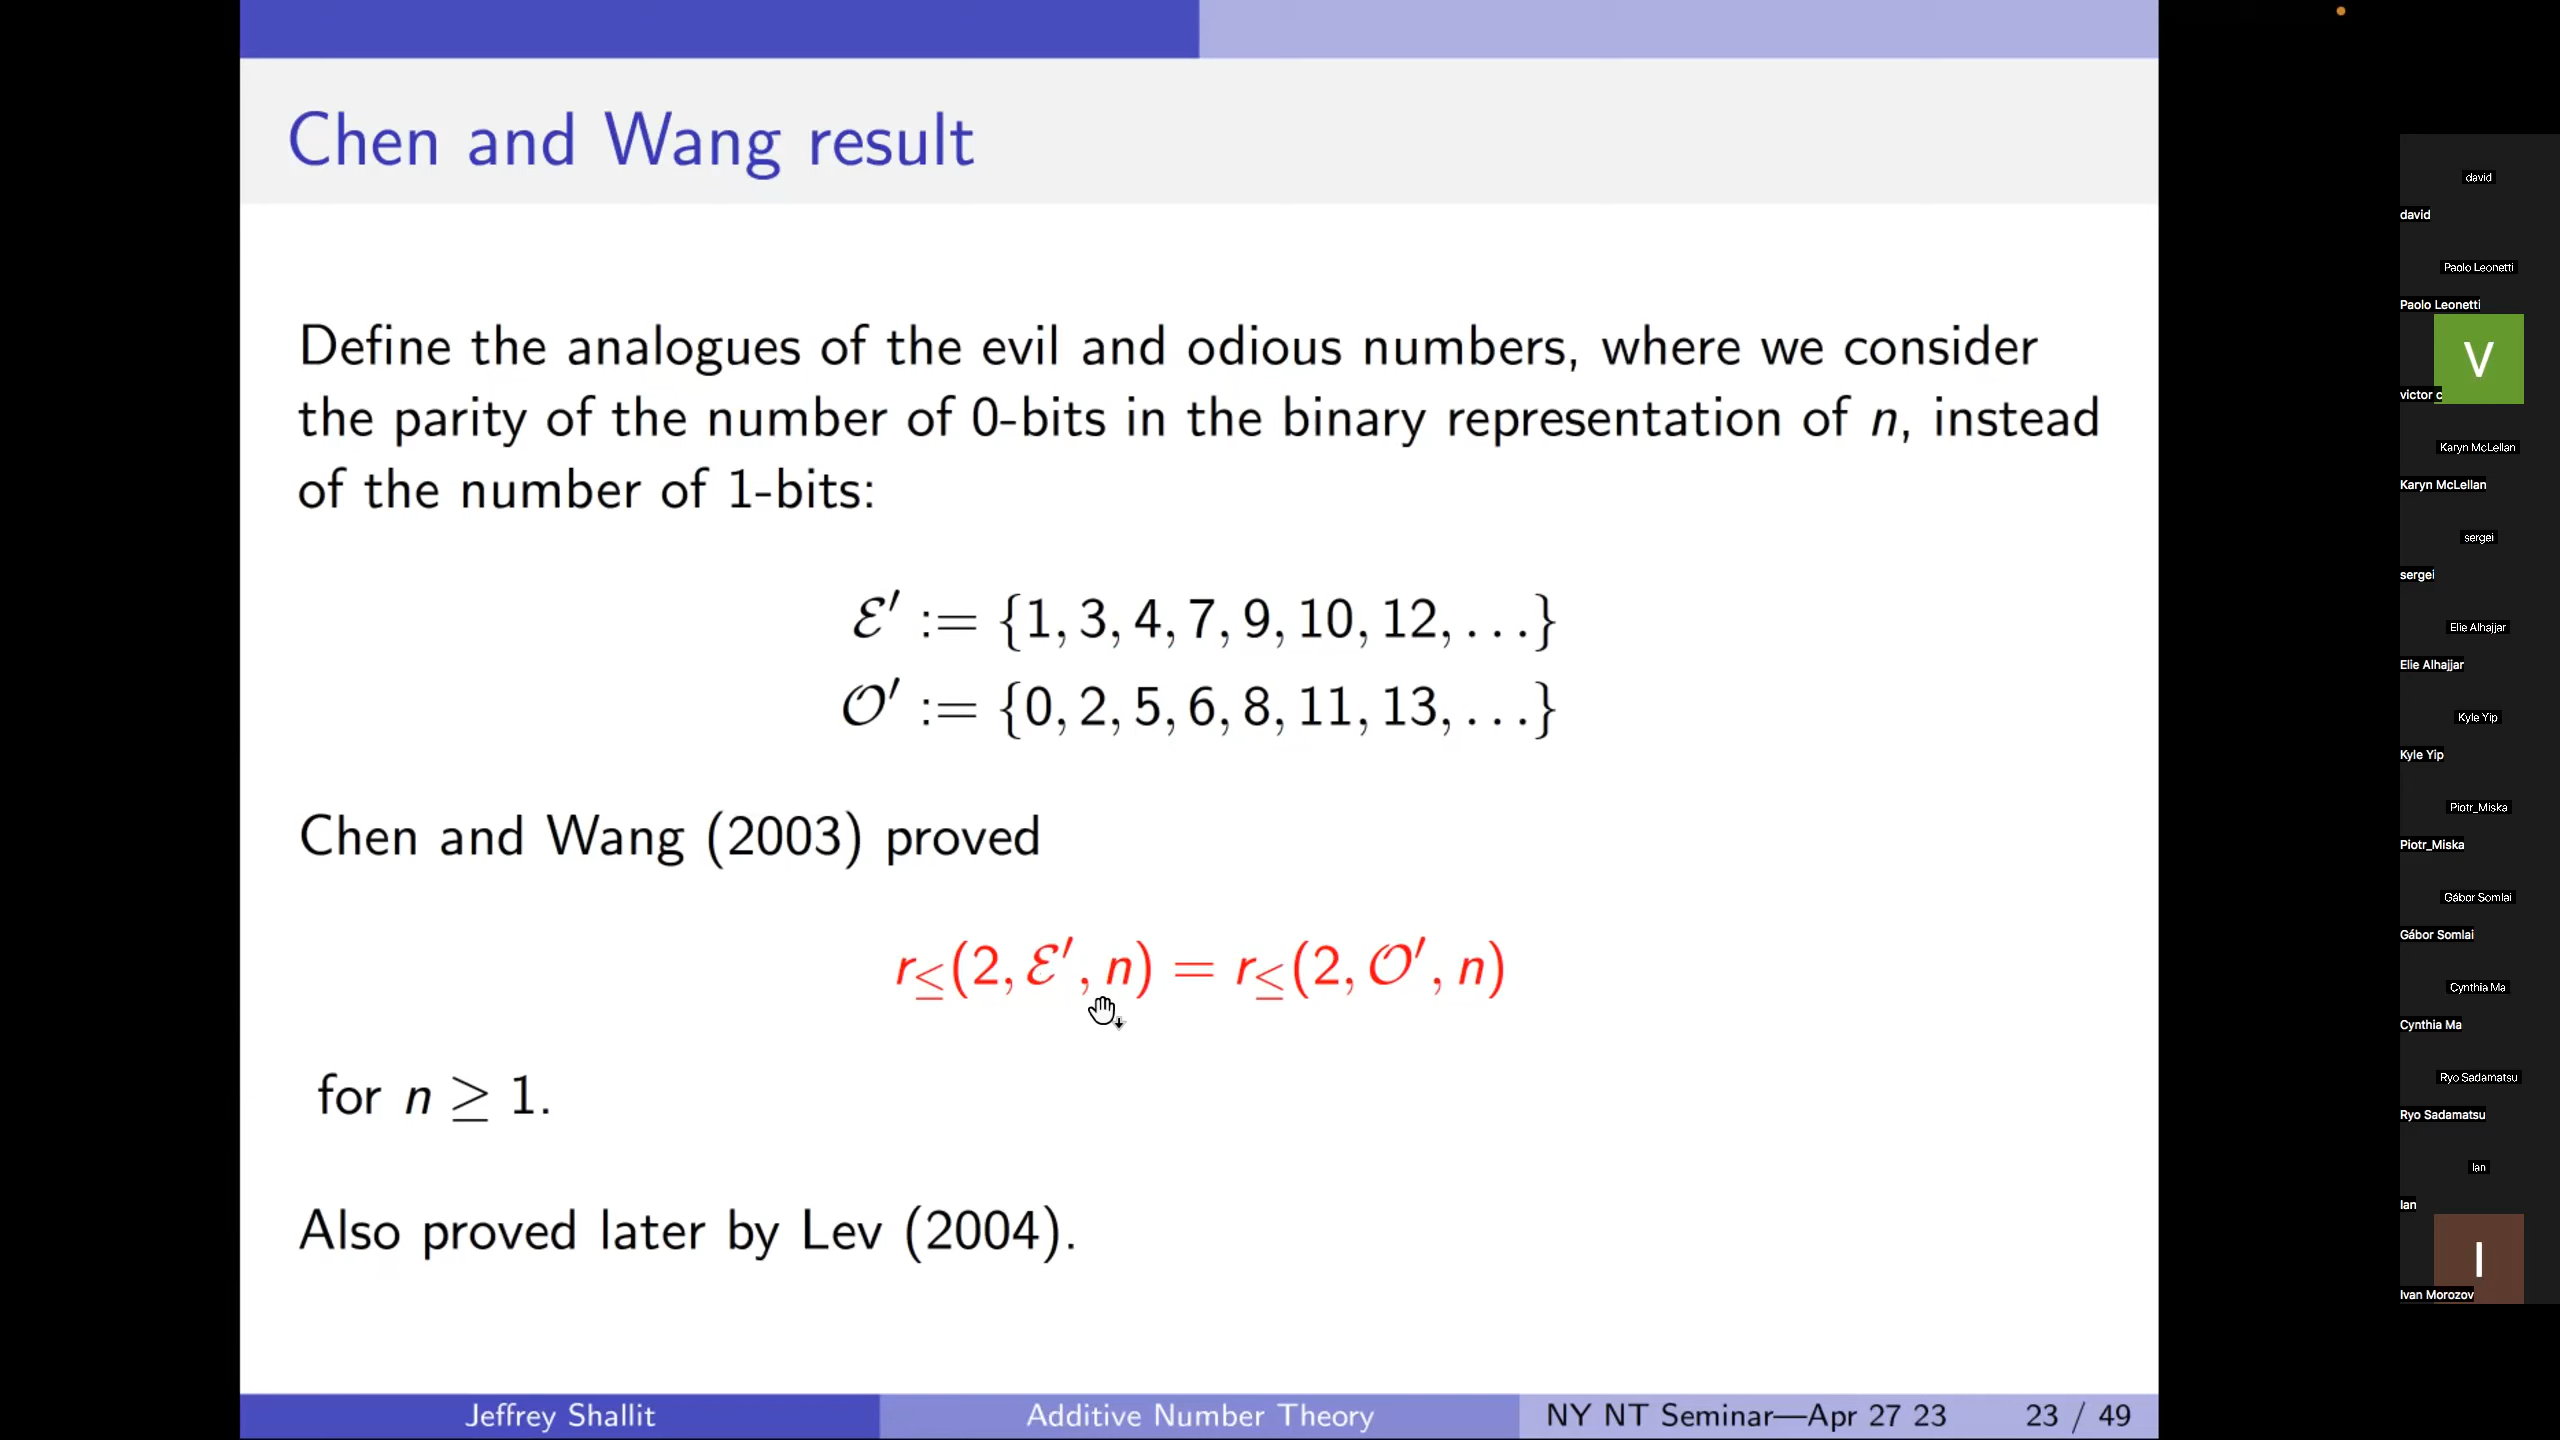 Chen and Wang result
Define the analogues of the evil and odious numbers, where we consider
the parity of the number of 0-bits in the binary representation of n, instead
of the number of 1-bits:
ℰ′ := {1, 3, 4, 7, 9, 10, 12, . . .}
𝒪′ := {0, 2, 5, 6, 8, 11, 13, . . .}
Chen and Wang (2003) proved
r≤(2, ℰ′, n) = r≤(2, 𝒪′, n)
for n ≥ 1.
Also proved later by Lev (2004).
Jeffrey Shallit
Additive Number Theory
NY NT Seminar—Apr 27 23
23 / 49
david
david
Paolo Leonetti
Paolo Leonetti
V
victor c
Karyn McLellan
Karyn McLellan
sergei
sergei
Elie Alhajjar
Elie Alhajjar
Kyle Yip
Kyle Yip
Piotr_Miska
Piotr_Miska
Gábor Somlai
Gábor Somlai
Cynthia Ma
Cynthia Ma
Ryo Sadamatsu
Ryo Sadamatsu
Ian
Ian
I
Ivan Morozov